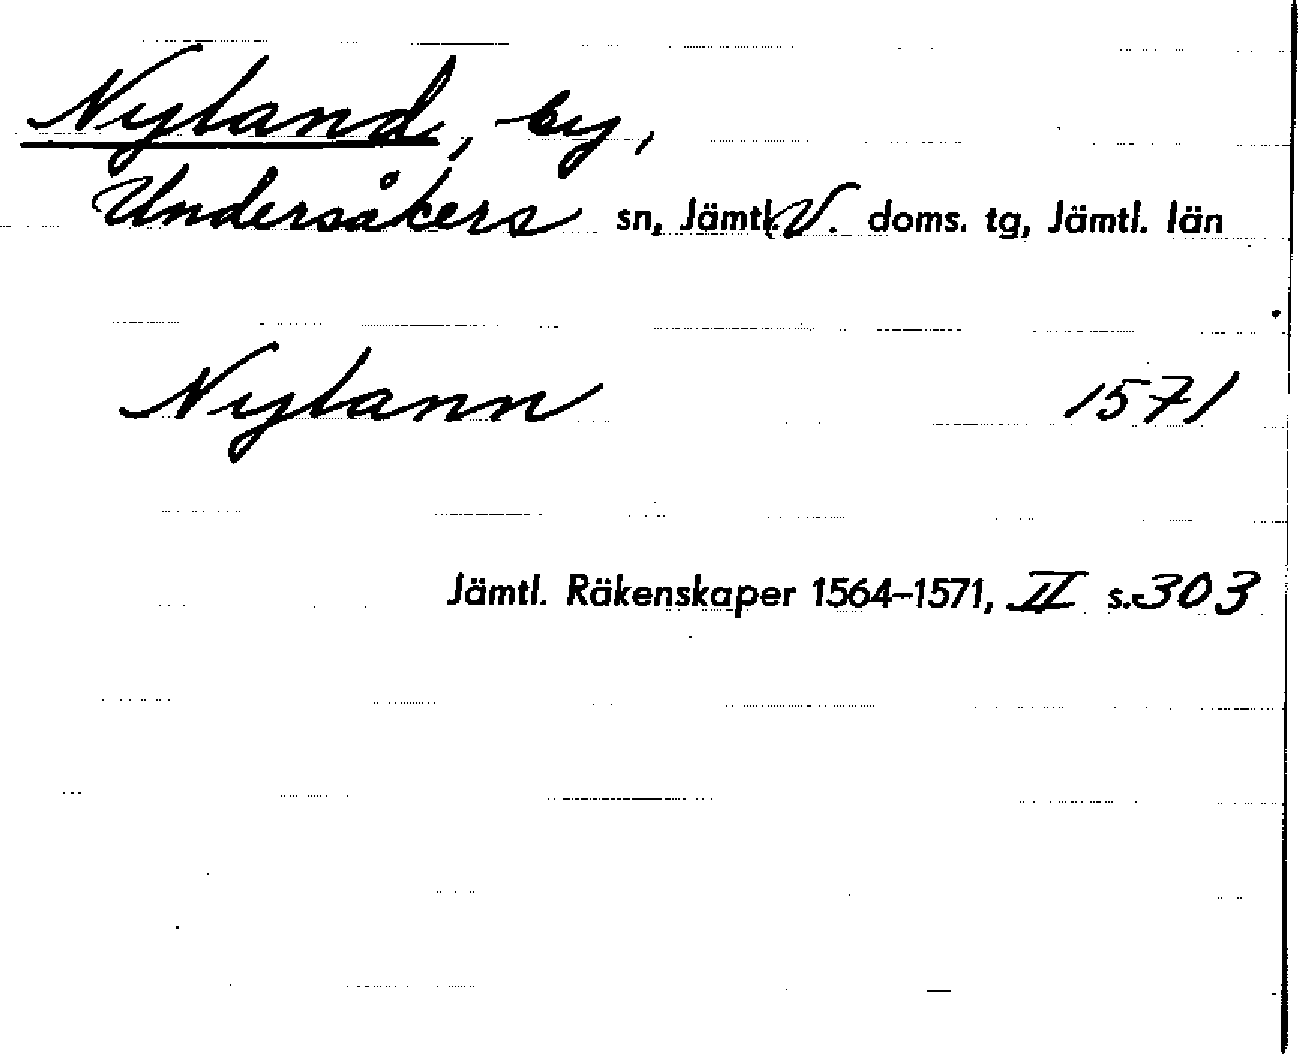 Nyland, by,
Undersåkers sn, Jämtl. V. doms. tg, Jämtl. län
Nylann 1571
Jämtl. Räkenskaper 1564–1571, II s. 303